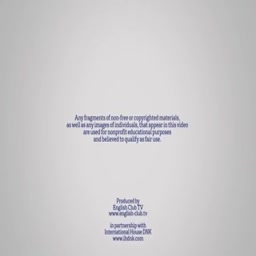 Any fragments of non-free or copyrighted materials,
as well as any images of individuals, that appear in this video
are used for nonprofit educational purposes
and believed to qualify as fair use.
Produced by
English Club TV
www.english-club.tv
in partnership with
International House DNK
www.ihdnk.com